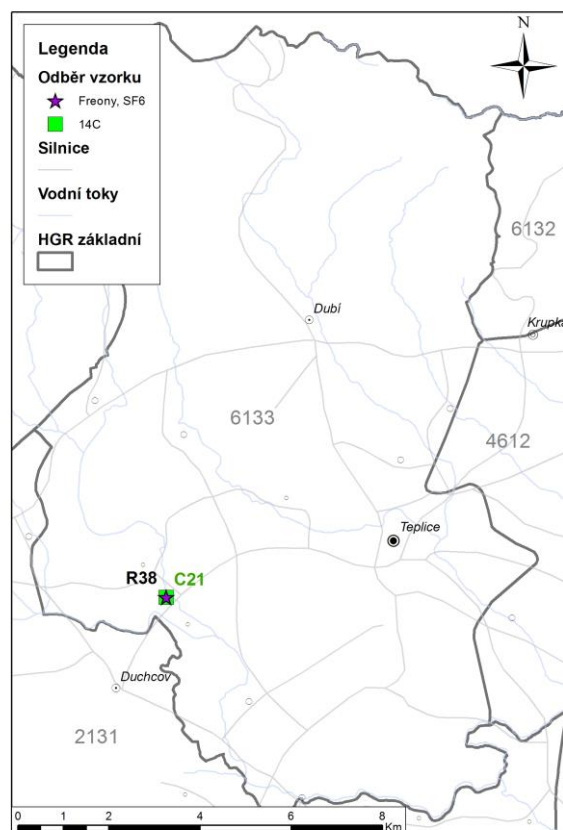 Legenda
Odběr vzorku
Freony, SF6
14C
Silnice
Vodní toky
HGR základní
N
6132
Dubí
Krupka
6133
4612
Teplice
R38 C21
Duchcov
2131
0 1 2 4 6 8
Km